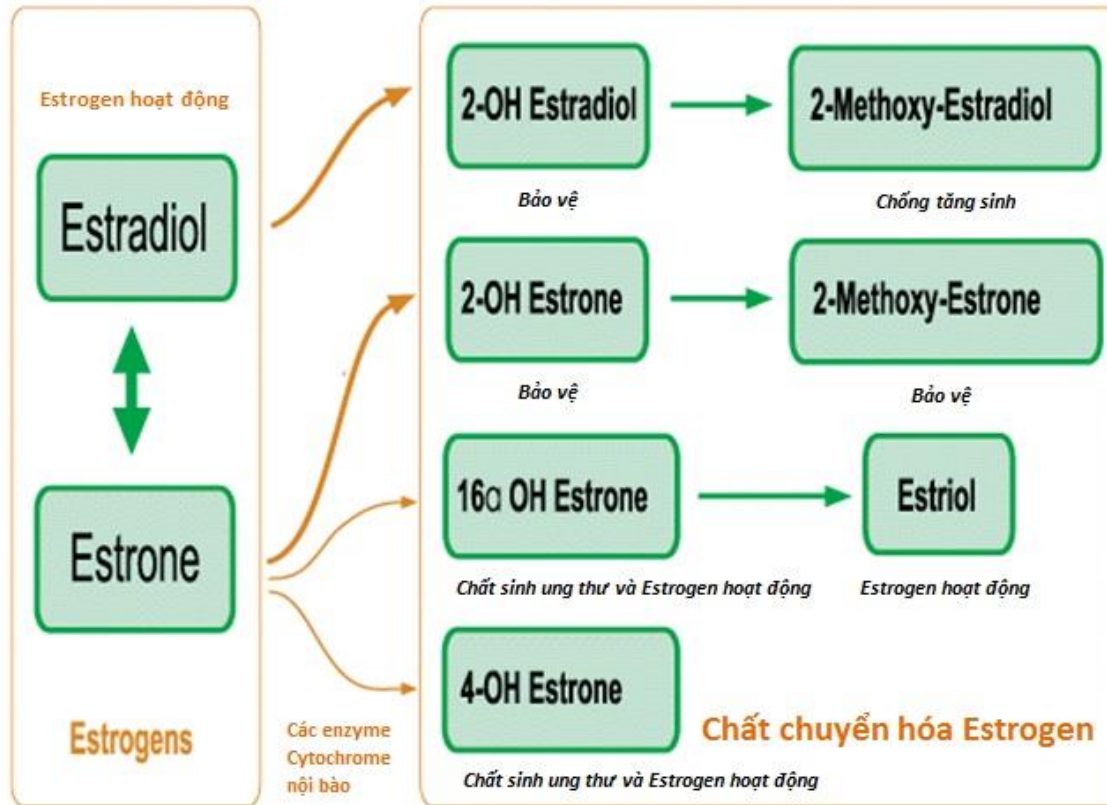 Estrogen hoạt động
Estradiol
Estrone
Estrogens
Các enzyme
Cytochrome
nội bào
2-OH Estradiol
2-Methoxy-Estradiol
Bảo vệ
Chống tăng sinh
2-OH Estrone
2-Methoxy-Estrone
Bảo vệ
Bảo vệ
16α OH Estrone
Estriol
Chất sinh ung thư và Estrogen hoạt động
Estrogen hoạt động
4-OH Estrone
Chất chuyển hóa Estrogen
Chất sinh ung thư và Estrogen hoạt động